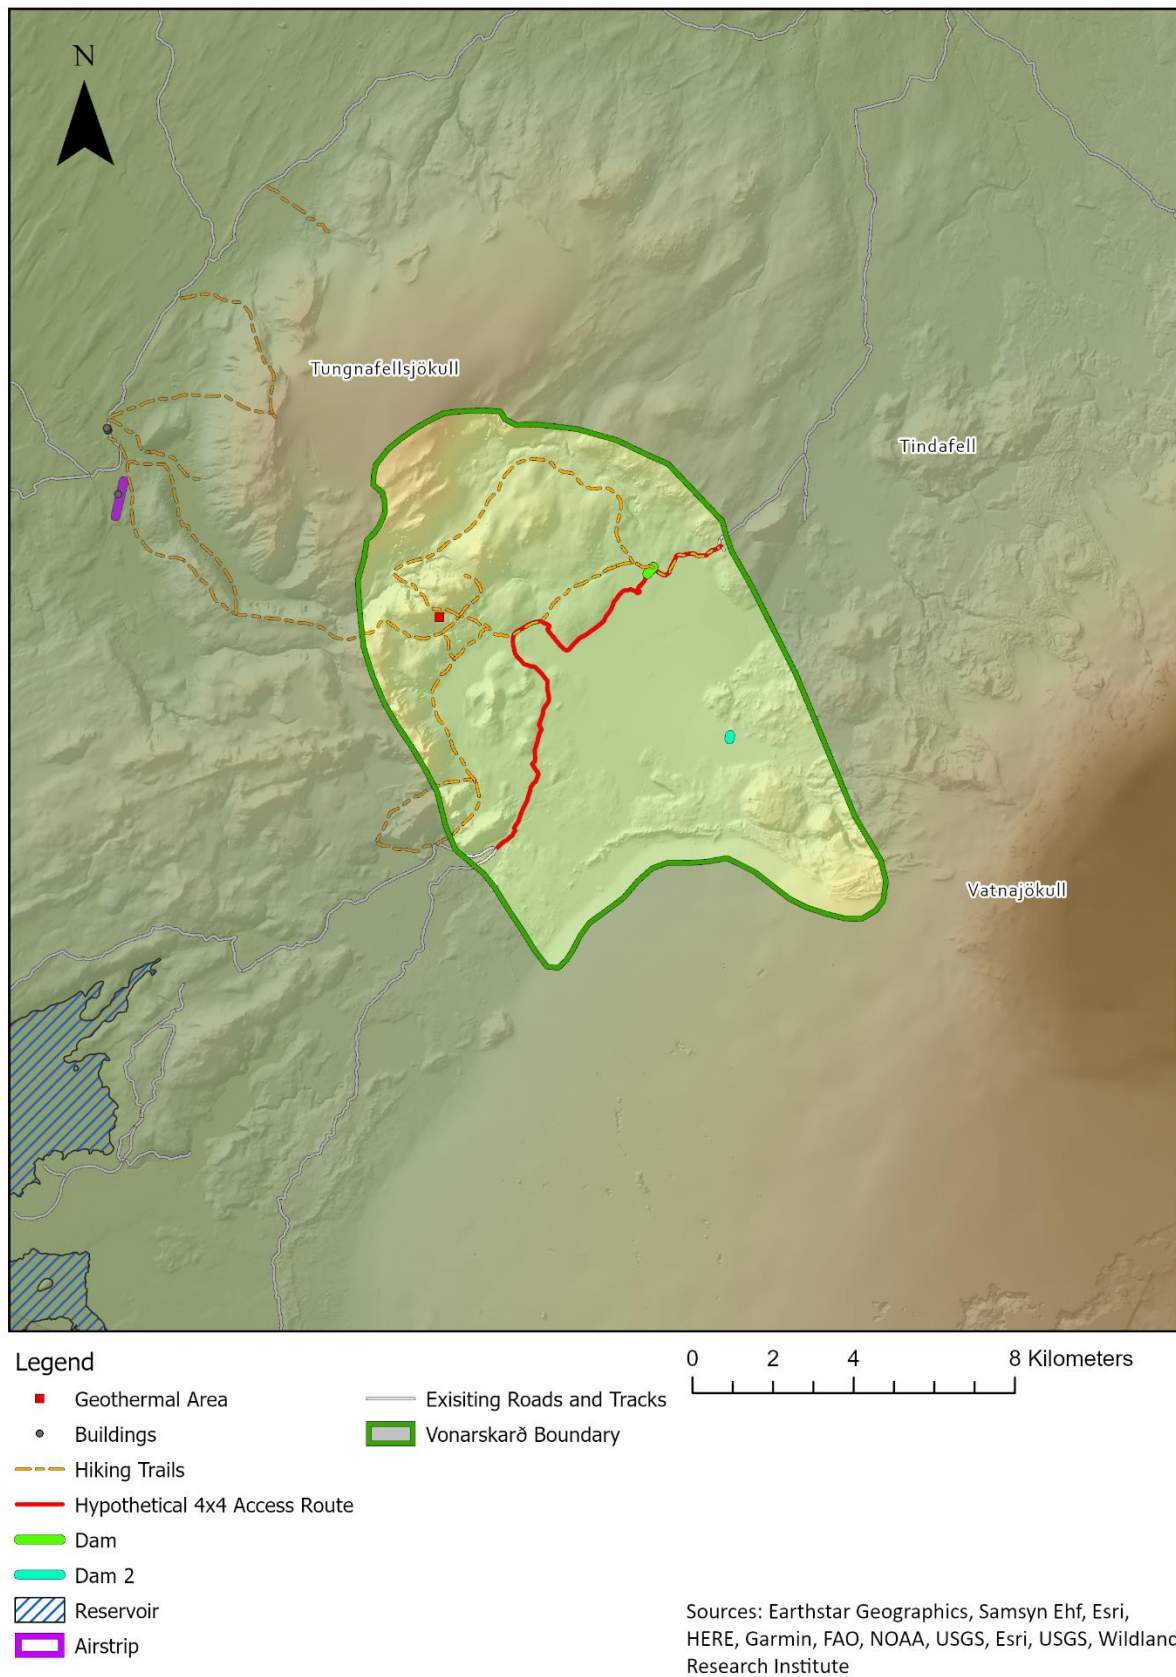 N
Tungnafellsjökull
Tindafell
Vatnajökull
Legend
Geothermal Area
Buildings
Hiking Trails
Hypothetical 4x4 Access Route
Dam
Dam 2
Reservoir
Airstrip
Exisiting Roads and Tracks
Vonarskarð Boundary
0 2 4 8 Kilometers
Sources: Earthstar Geographics, Samsyn Ehf, Esri,
HERE, Garmin, FAO, NOAA, USGS, Esri, USGS, Wildland
Research Institute